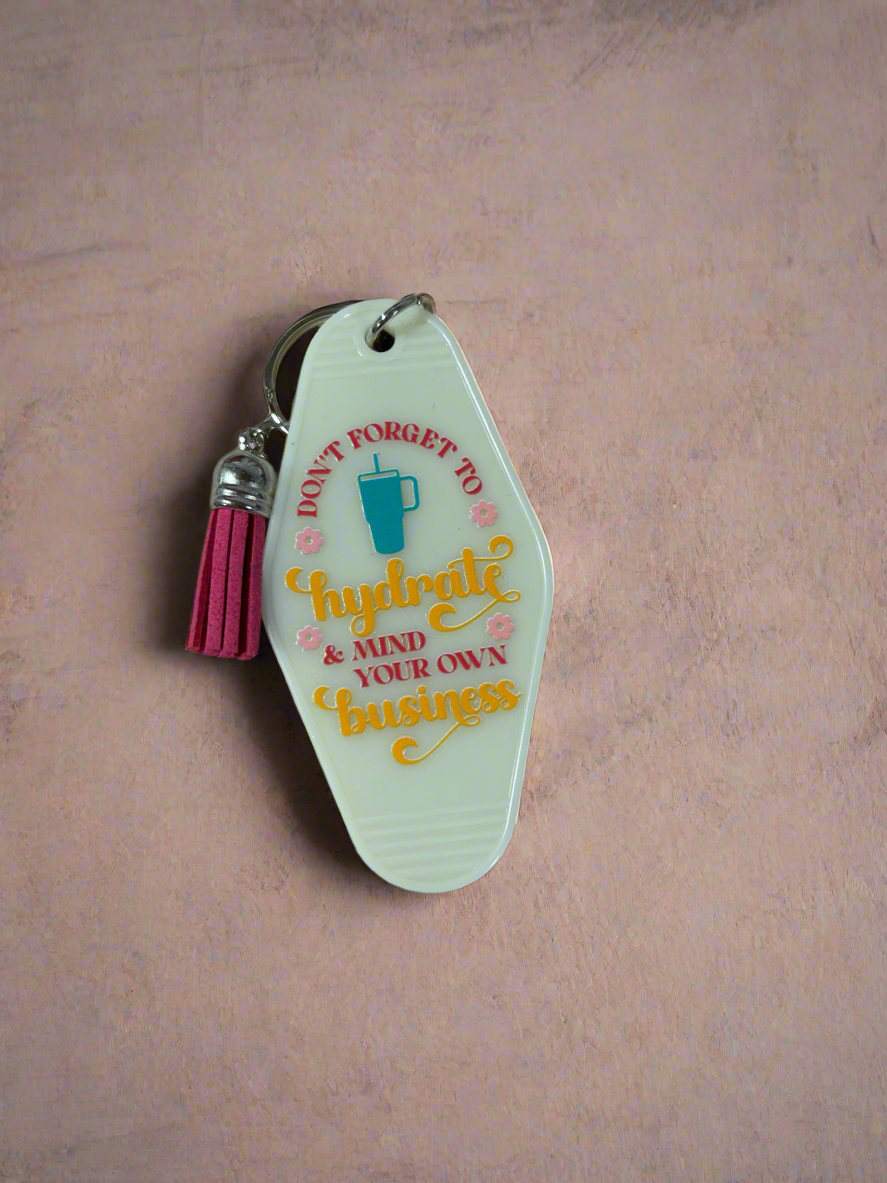 DON'T FORGET TO
hydrate
& MIND
YOUR OWN
business